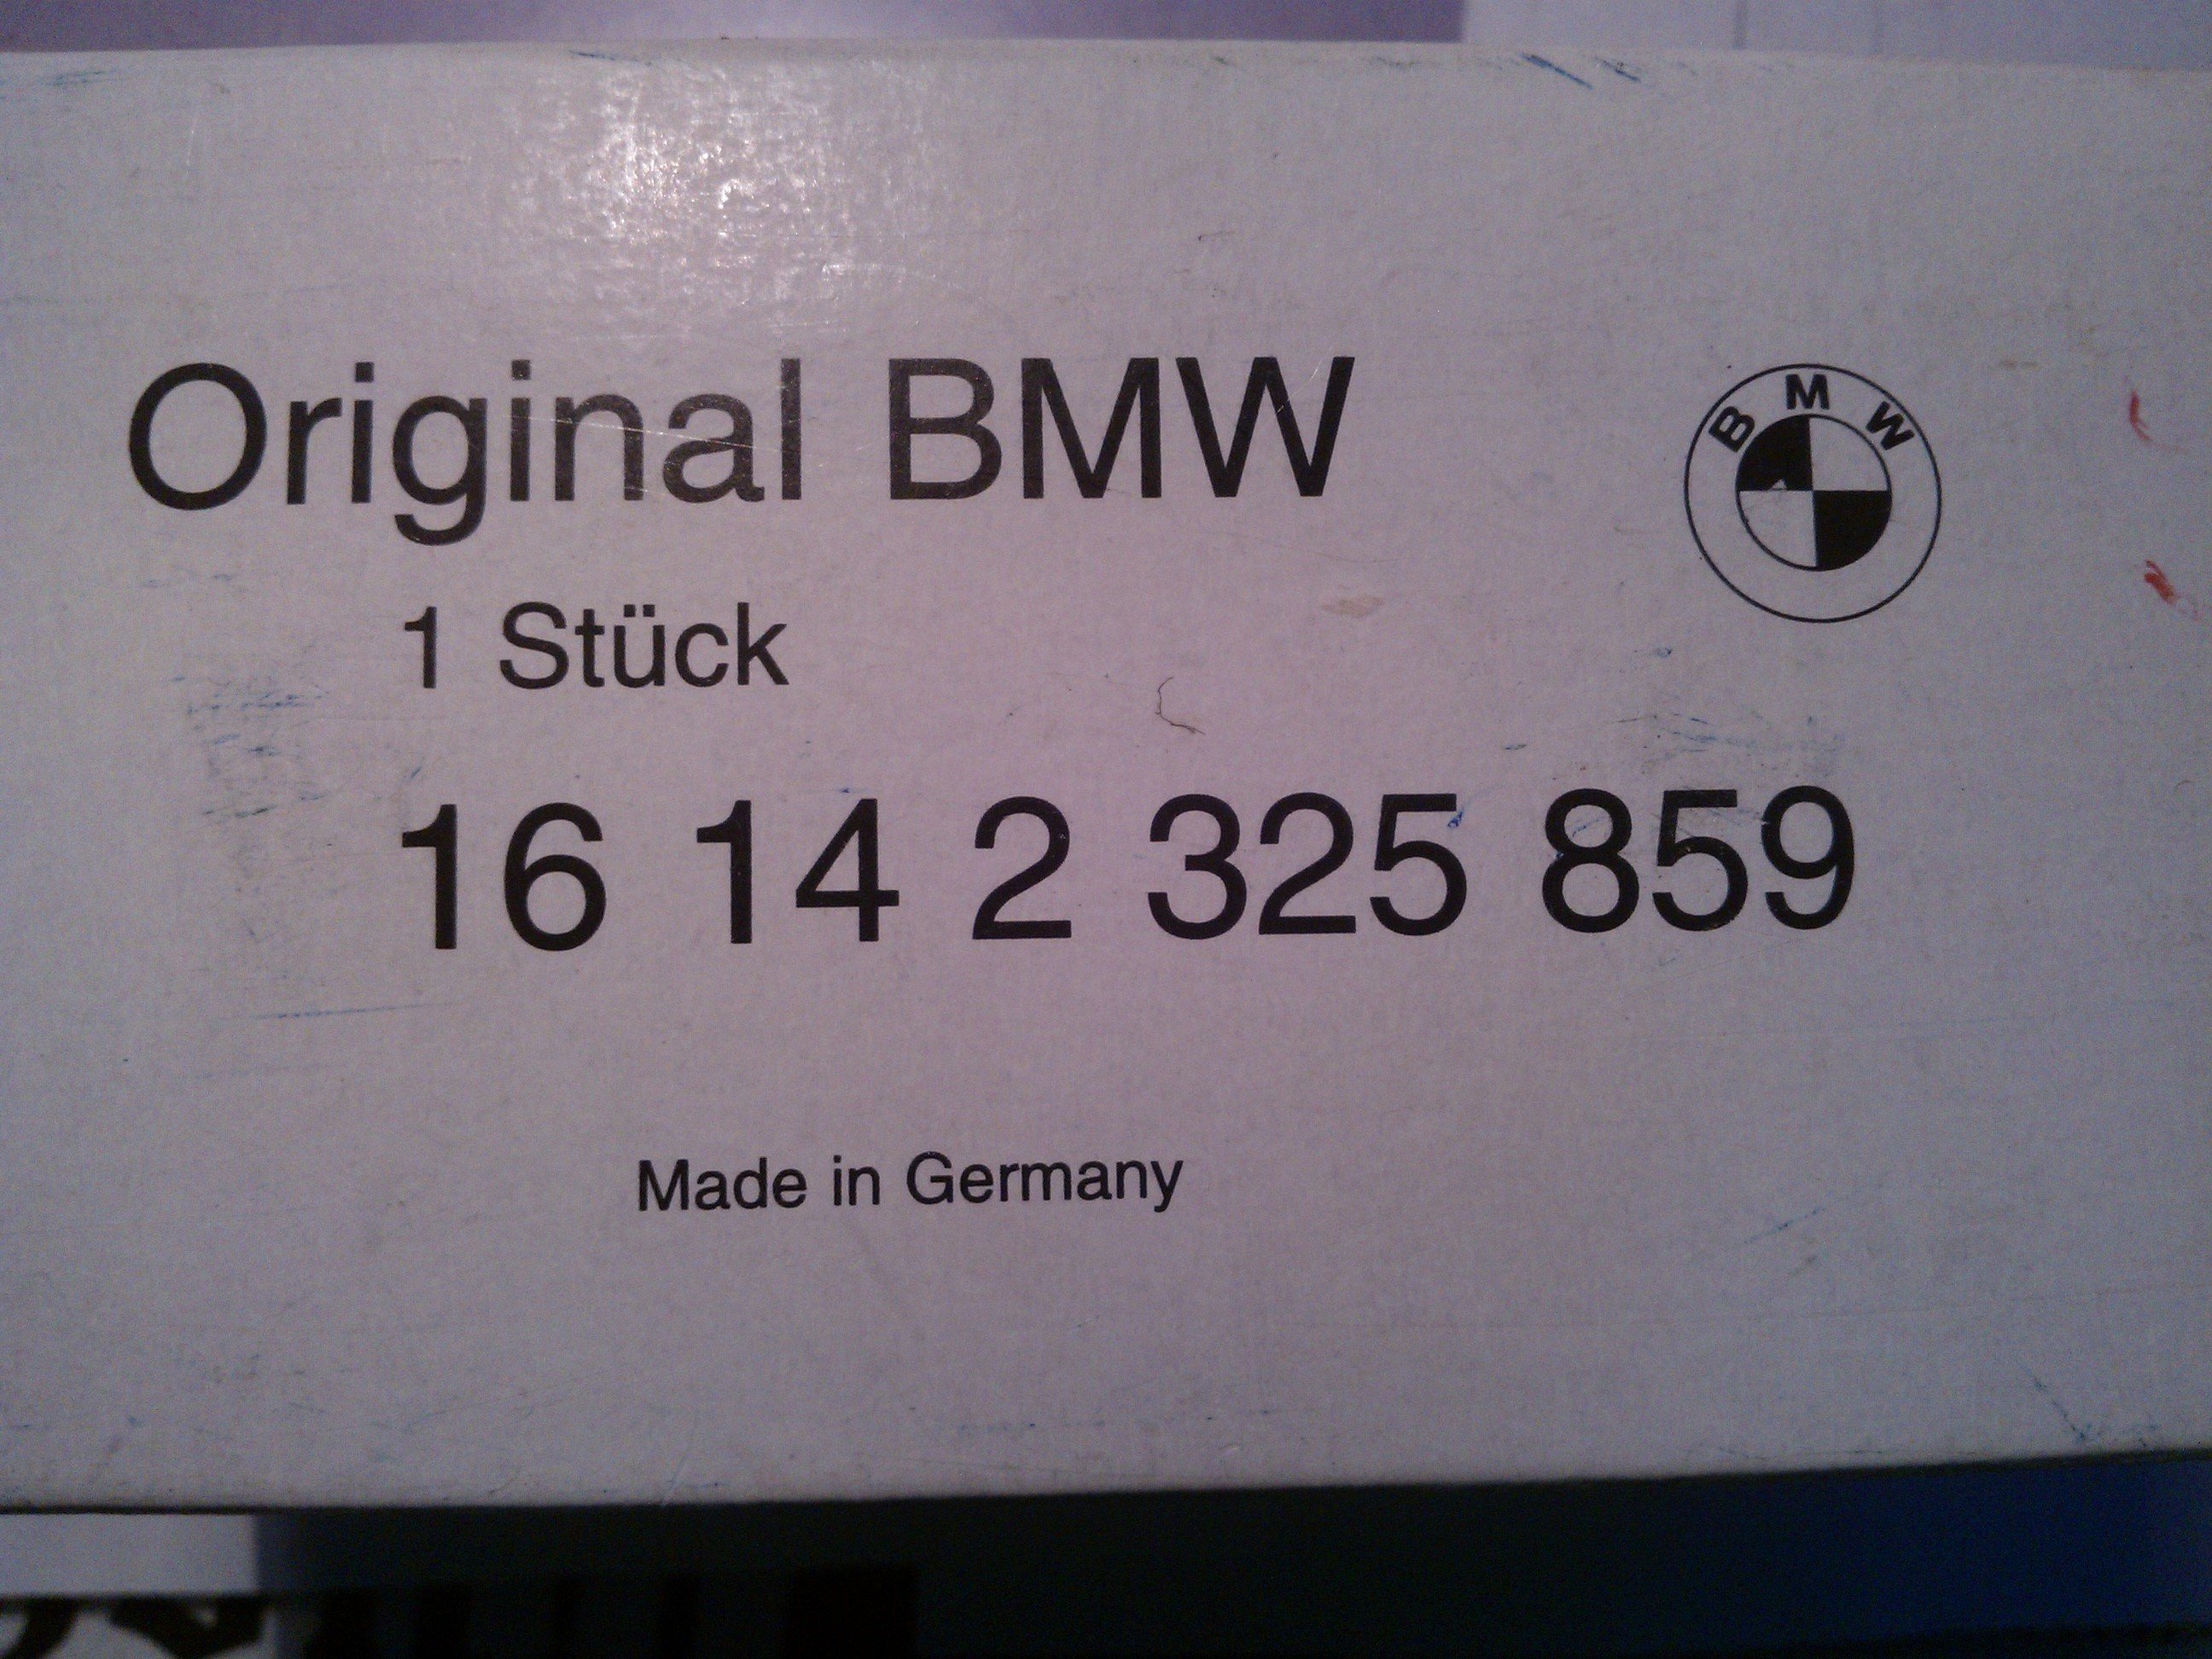 Original BMW
BMW
1 Stück
16 14 2 325 859
Made in Germany